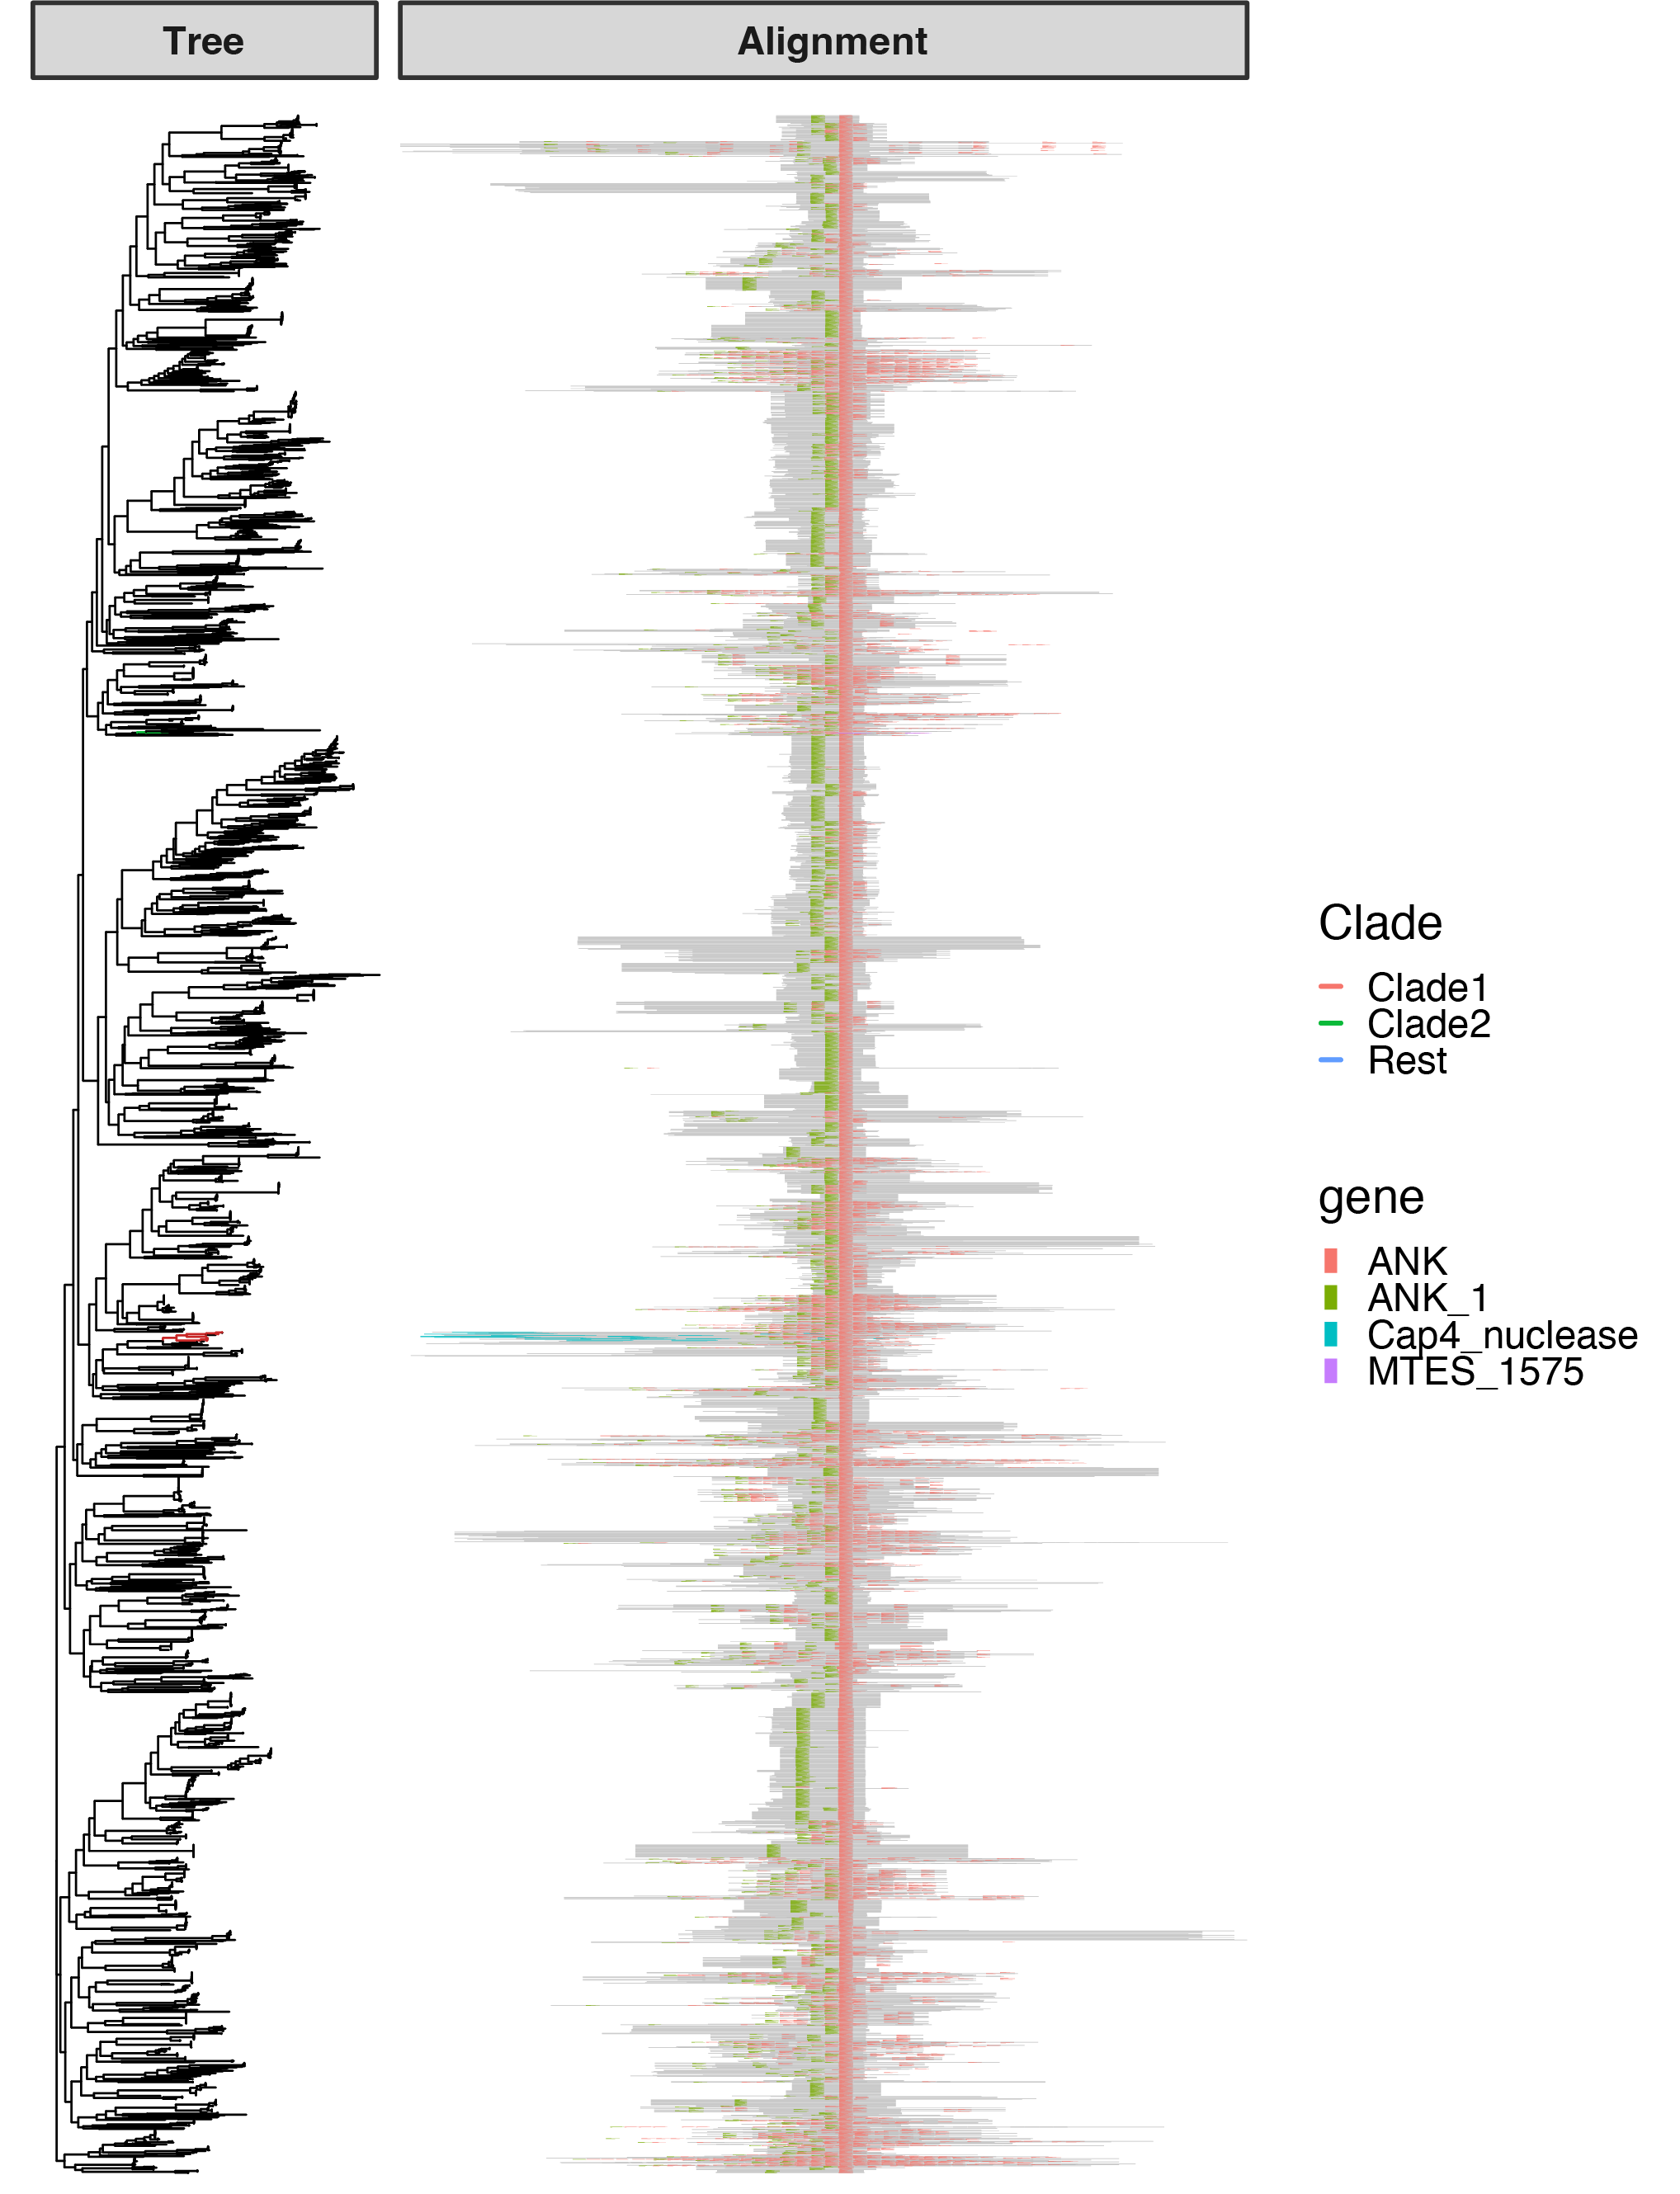 Tree
Alignment
Clade
Clade1
Clade2
Rest
gene
ANK
ANK_1
Cap4_nuclease
MTES_1575